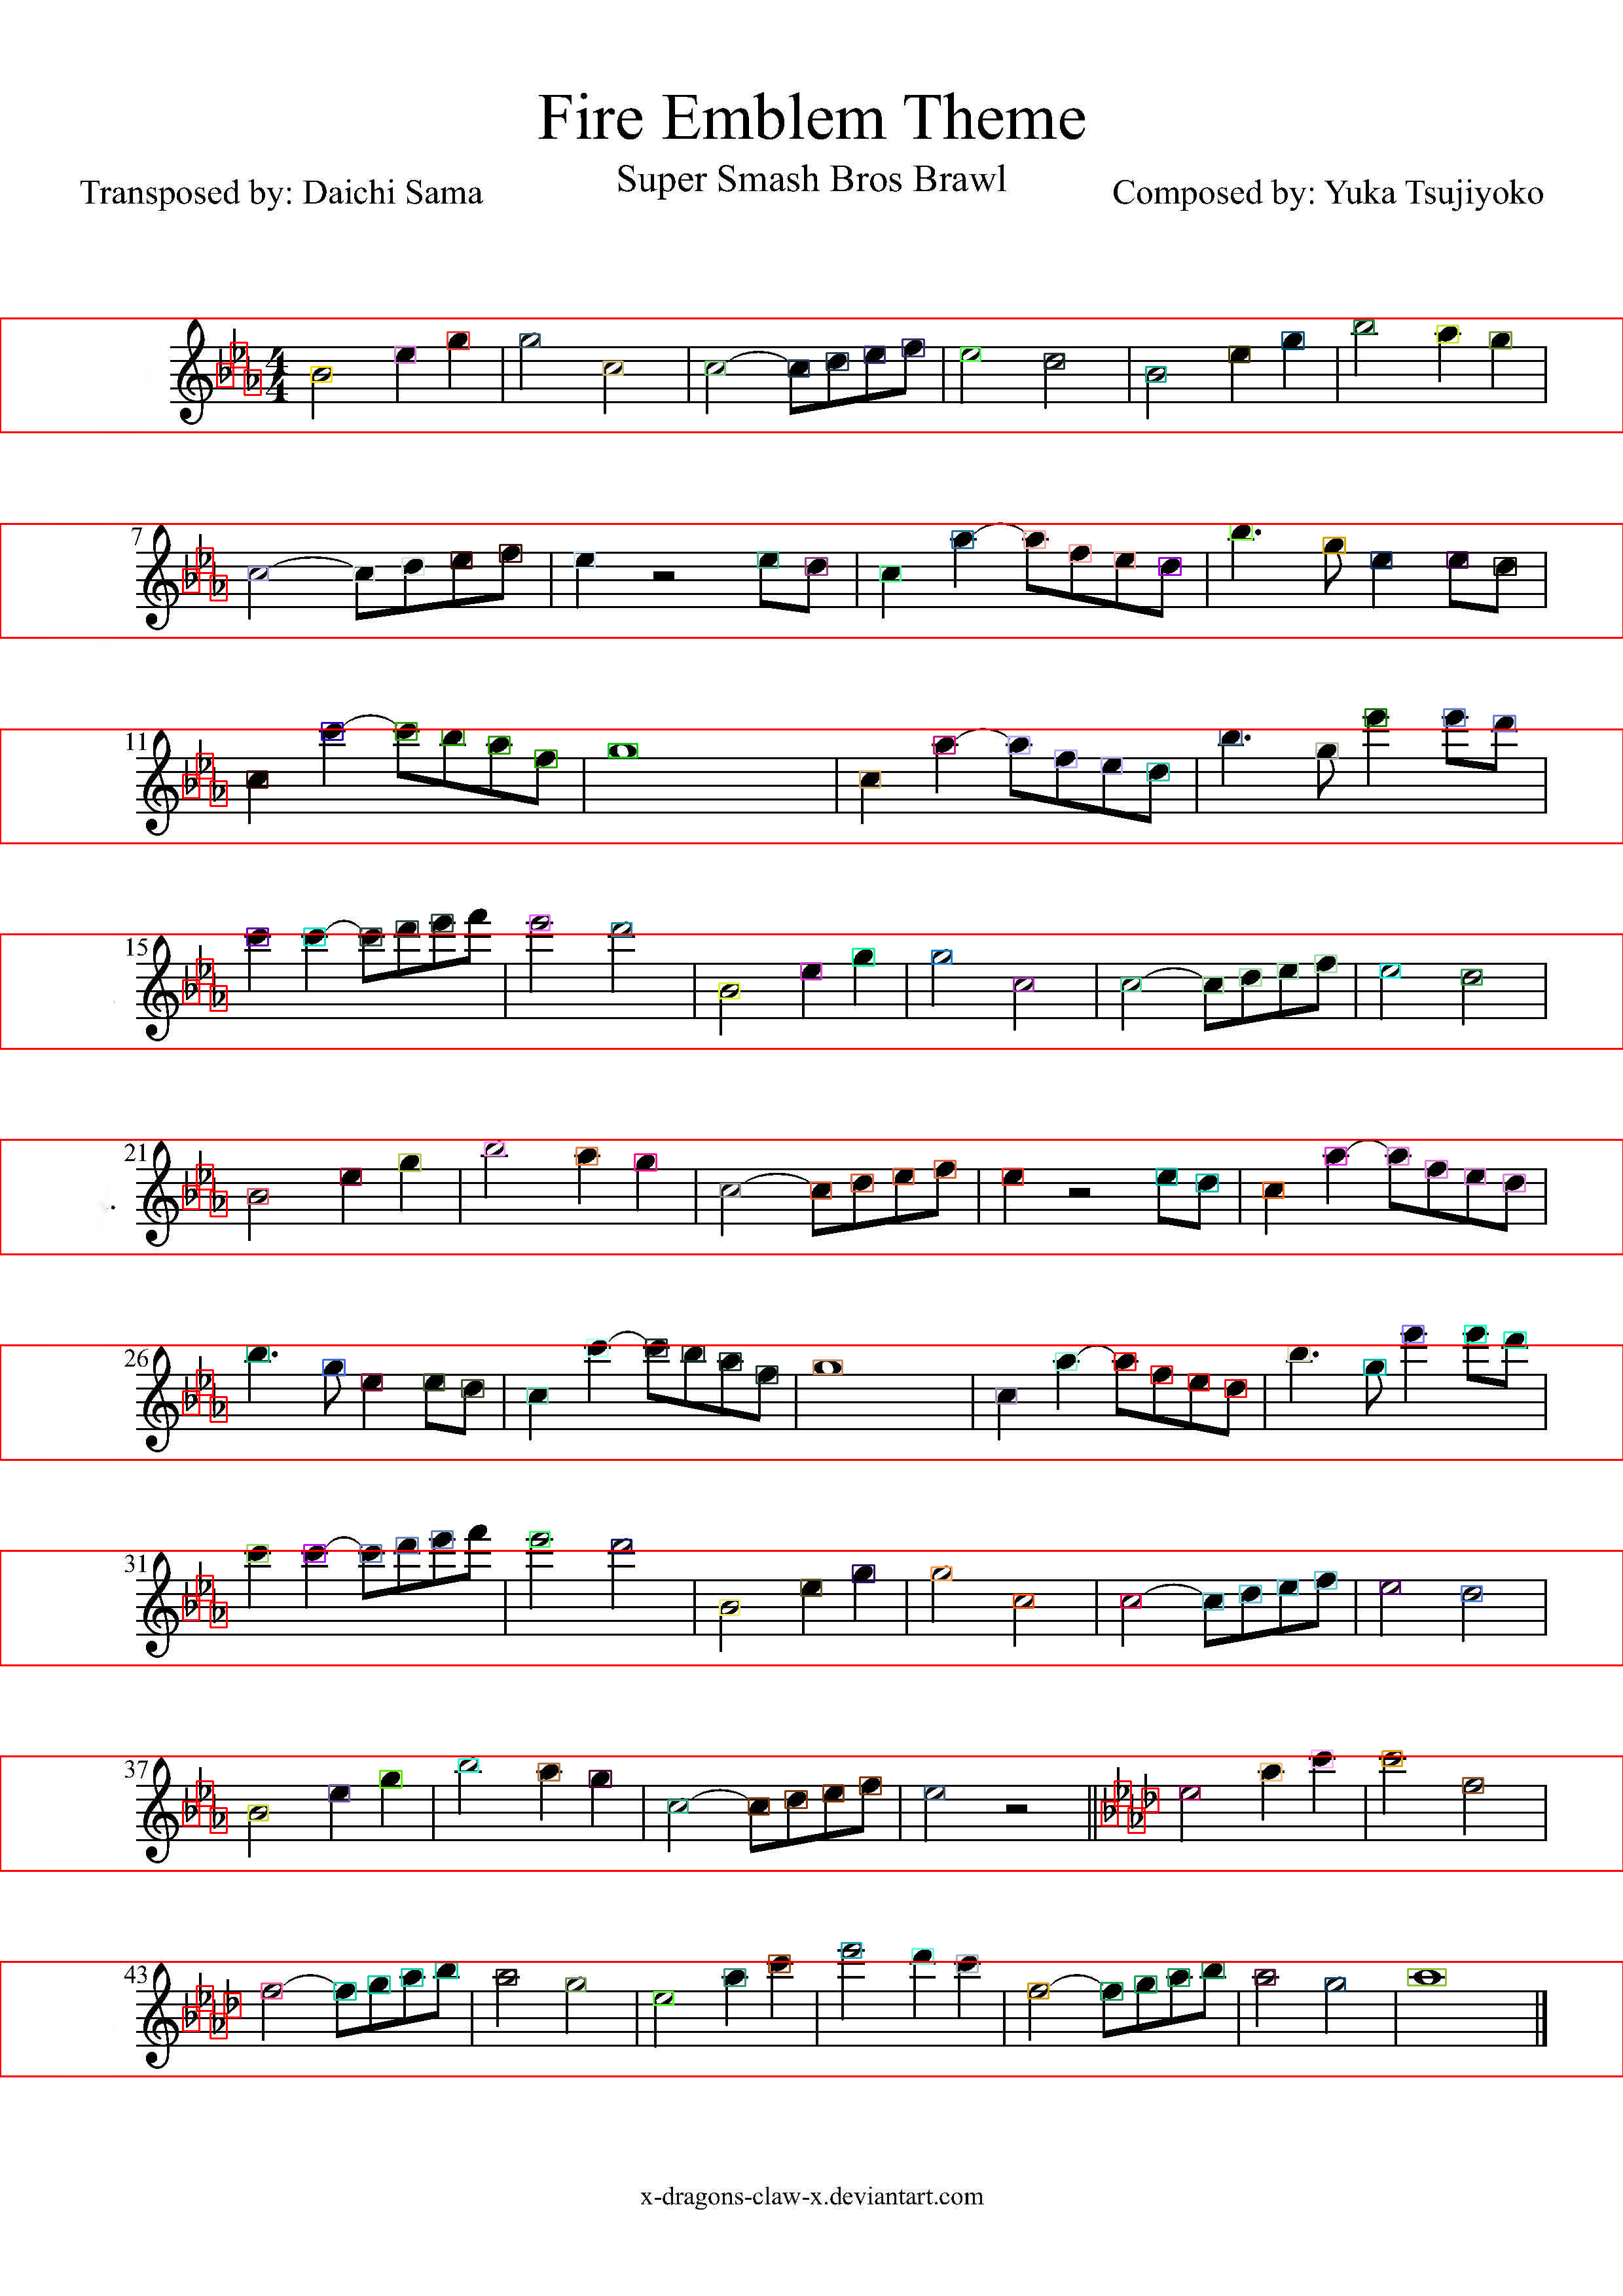 Fire Emblem Theme
Super Smash Bros Brawl
Transposed by: Daichi Sama
Composed by: Yuka Tsujiyoko
4
4
7
11
15
21
26
31
37
43
x-dragons-claw-x.deviantart.com